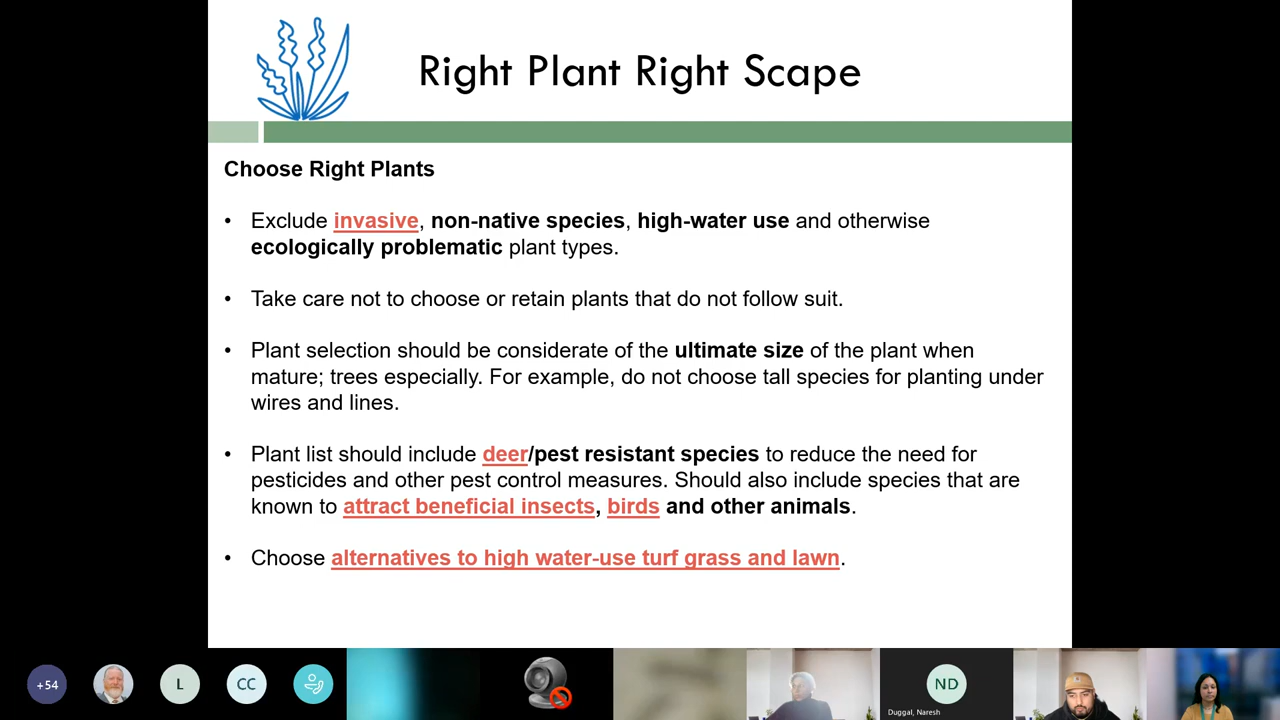 Right Plant Right Scape
Choose Right Plants
• Exclude invasive, non-native species, high-water use and otherwise
ecologically problematic plant types.
• Take care not to choose or retain plants that do not follow suit.
• Plant selection should be considerate of the ultimate size of the plant when
mature; trees especially. For example, do not choose tall species for planting under
wires and lines.
• Plant list should include deer/pest resistant species to reduce the need for
pesticides and other pest control measures. Should also include species that are
known to attract beneficial insects, birds and other animals.
• Choose alternatives to high water-use turf grass and lawn.
+54
L
CC
ND
Duggal, Naresh